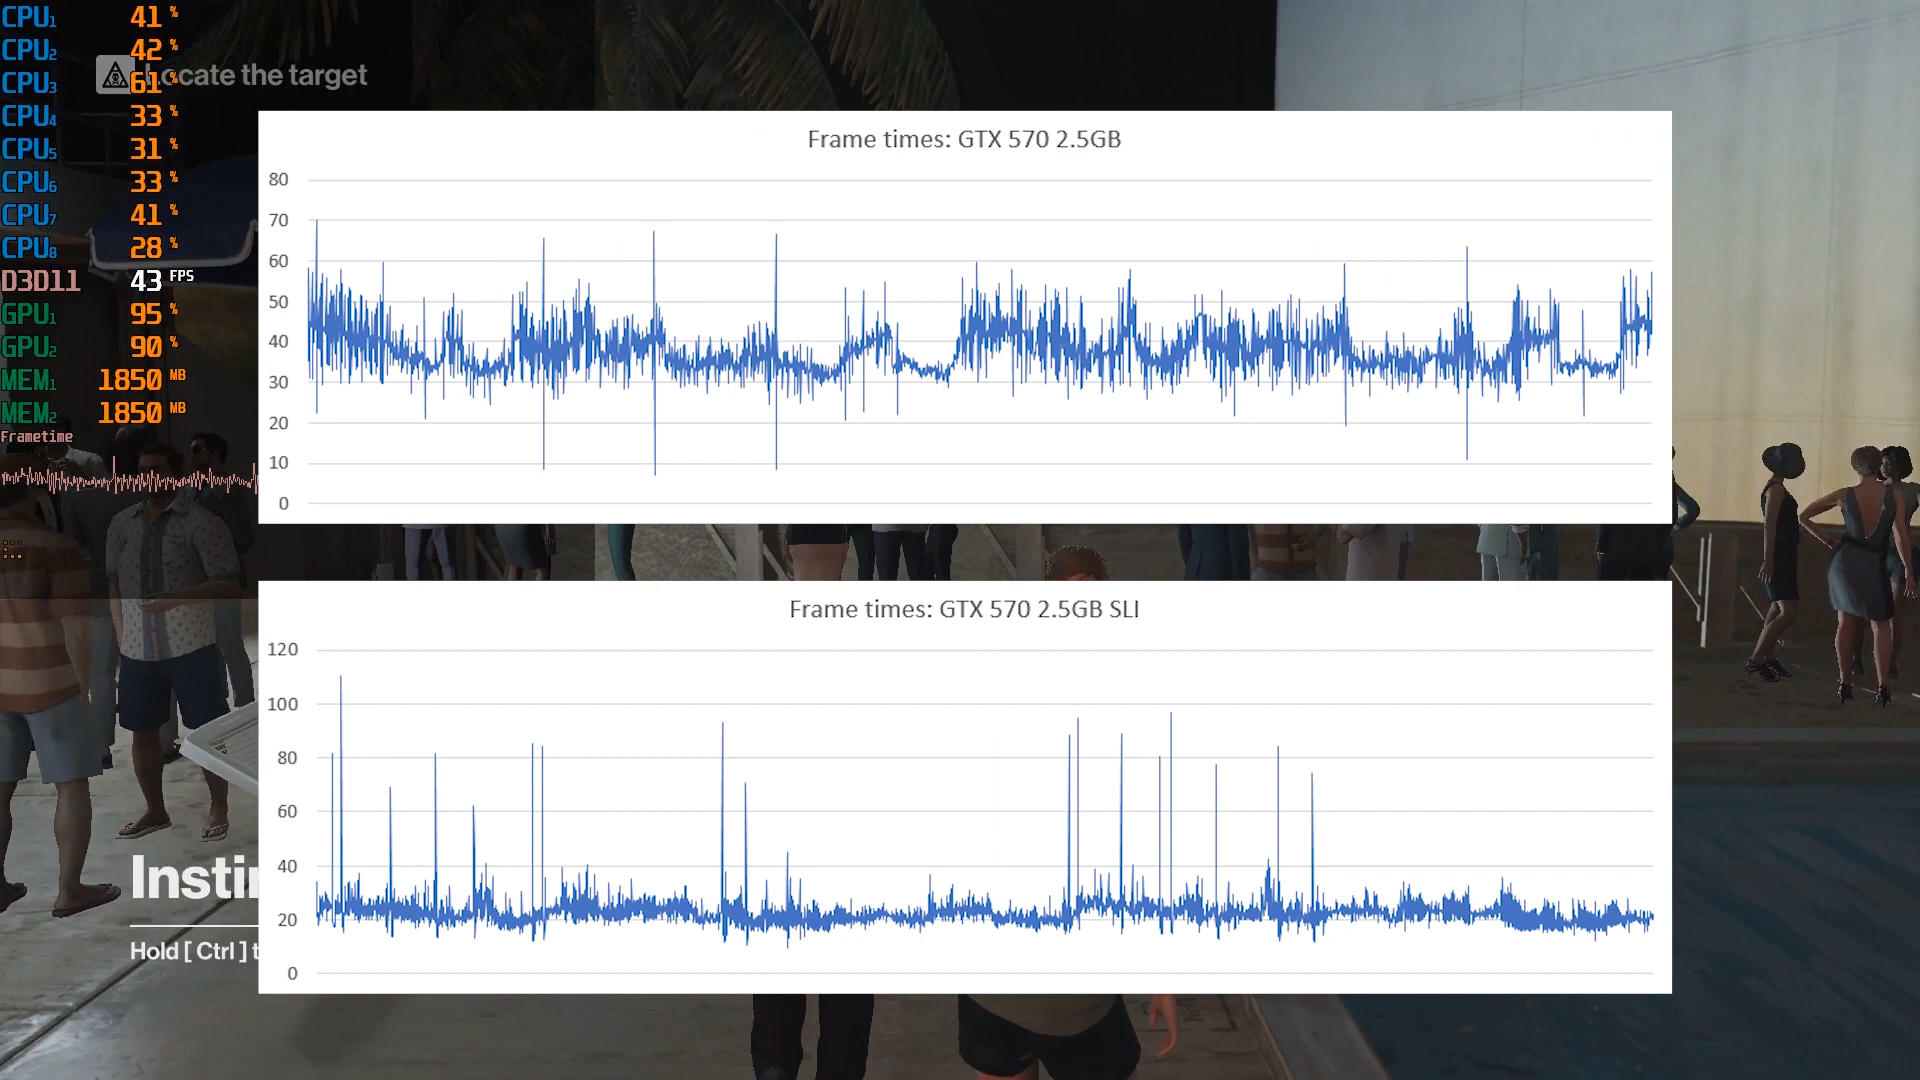 CPU1 41 %
CPU2 42 %
CPU3 61 %
Locate the target
CPU4 33 %
CPU5 31 %
CPU6 33 %
CPU7 41 %
CPU8 28 %
D3D11 43 FPS
GPU1 95 %
GPU2 90 %
MEM1 1850 MB
MEM2 1850 MB
Frametime
Frame times: GTX 570 2.5GB
80
70
60
50
40
30
20
10
0
Frame times: GTX 570 2.5GB SLI
120
100
80
60
40
20
0
Insti
Hold [ Ctrl ] t